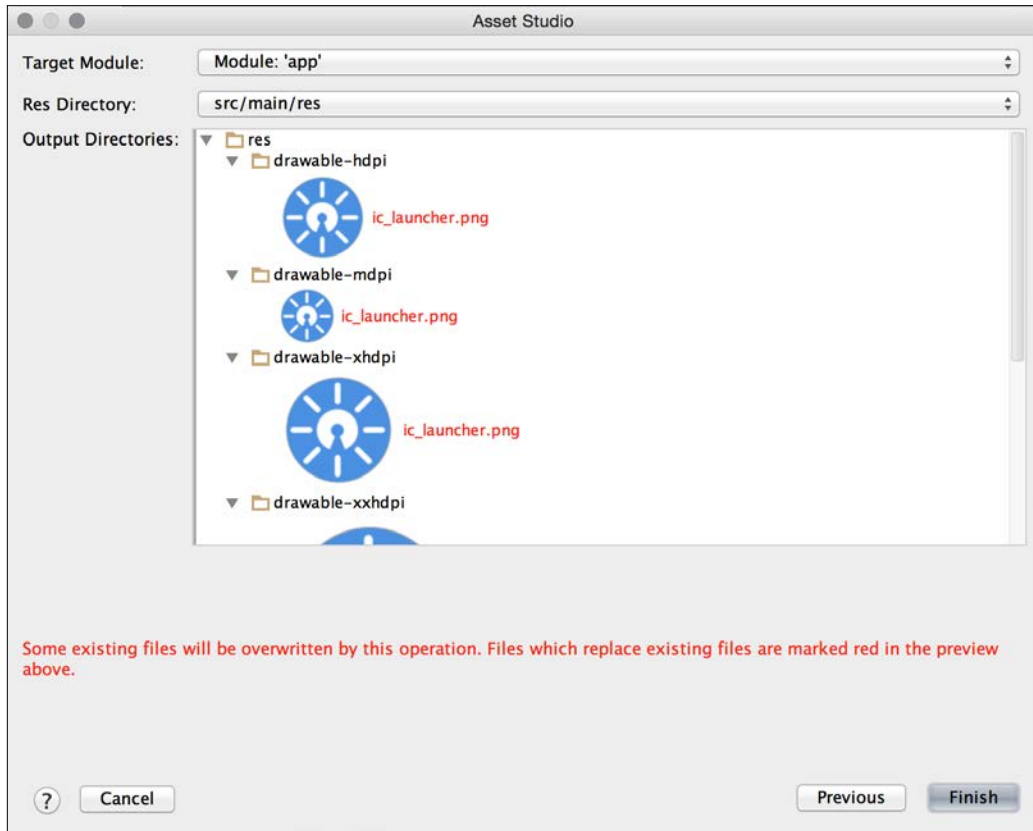 Asset Studio
Target Module:
Module: 'app'
Res Directory:
src/main/res
Output Directories:
res
drawable-hdpi
ic_launcher.png
drawable-mdpi
ic_launcher.png
drawable-xhdpi
ic_launcher.png
drawable-xxhdpi
Some existing files will be overwritten by this operation. Files which replace existing files are marked red in the preview
above.
?
Cancel
Previous
Finish